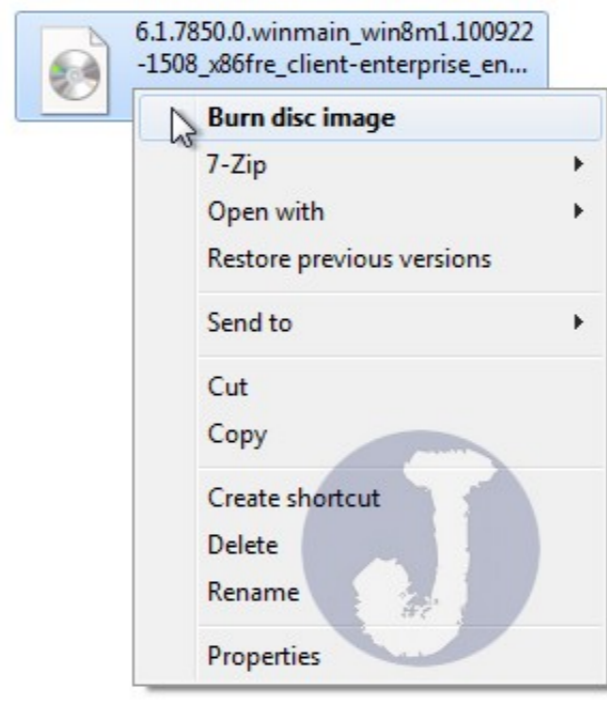 6.1.7850.0.winmain_win8m1.100922
-1508_x86fre_client-enterprise_en...
Burn disc image
7-Zip
Open with
Restore previous versions
Send to
Cut
Copy
Create shortcut
Delete
Rename
Properties
J